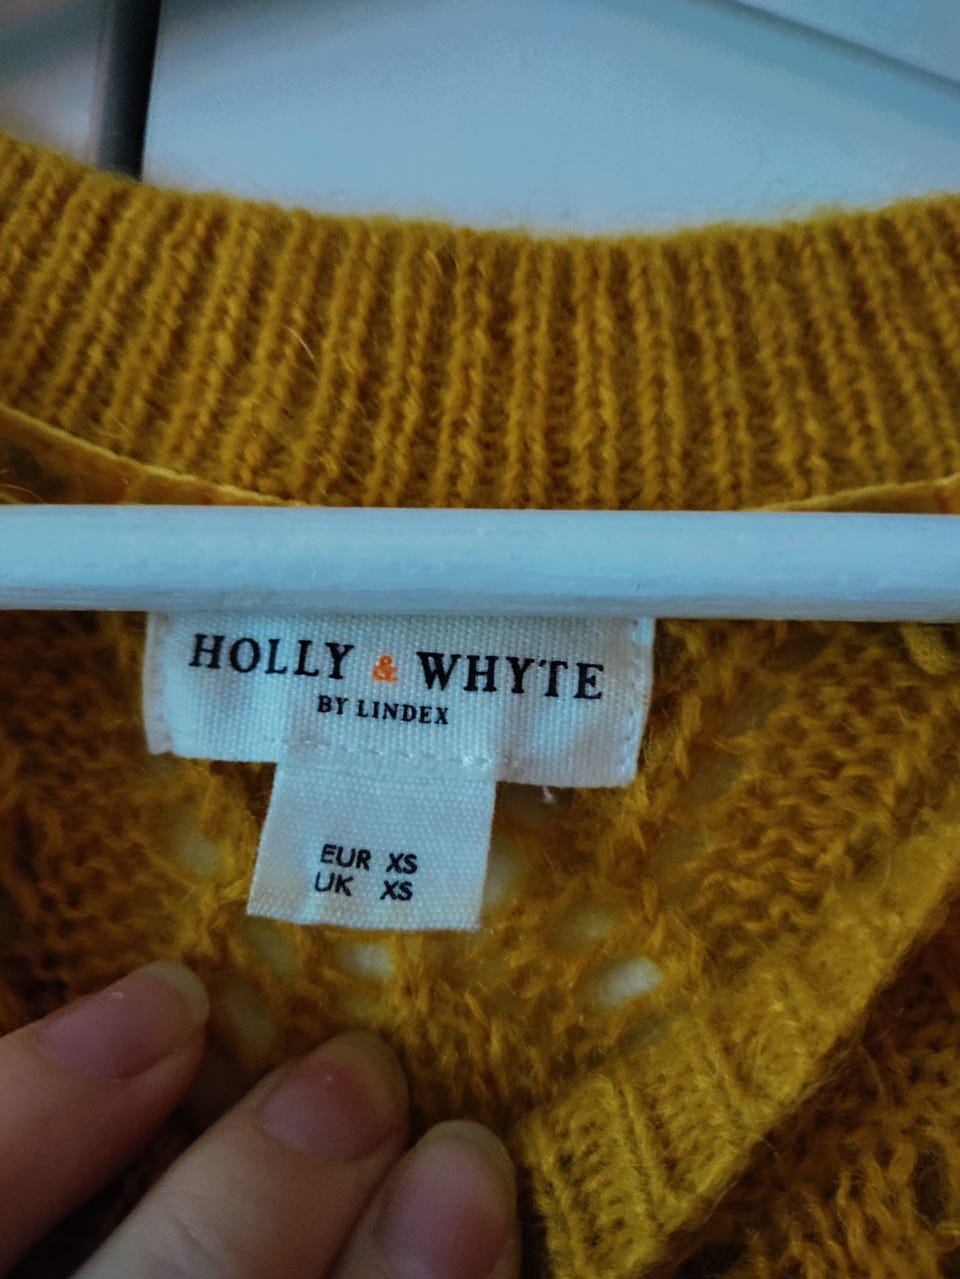 HOLLY & WHYTE
BY LINDEX
EUR XS
UK XS